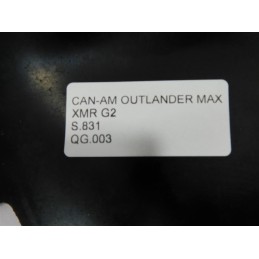 CAN-AM OUTLANDER MAX
XMR G2
S.831
QG.003